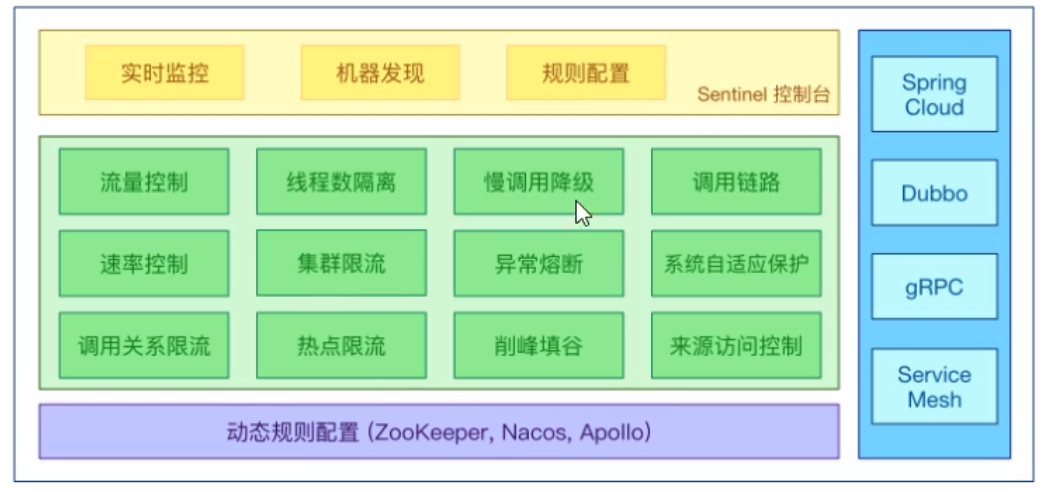 实时监控
机器发现
规则配置
Sentinel 控制台
流量控制
线程数隔离
慢调用降级
调用链路
速率控制
集群限流
异常熔断
系统自适应保护
调用关系限流
热点限流
削峰填谷
来源访问控制
动态规则配置 (ZooKeeper, Nacos, Apollo)
Spring
Cloud
Dubbo
gRPC
Service
Mesh